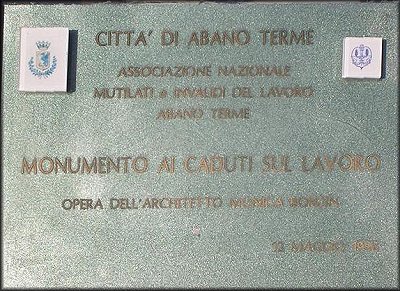 CITTA' DI ABANO TERME
ASSOCIAZIONE NAZIONALE
MUTILATI e INVALIDI DEL LAVORO
ABANO TERME
MONUMENTO AI CADUTI SUL LAVORO
OPERA DELL'ARCHITETTO MONICA
MAGGIO